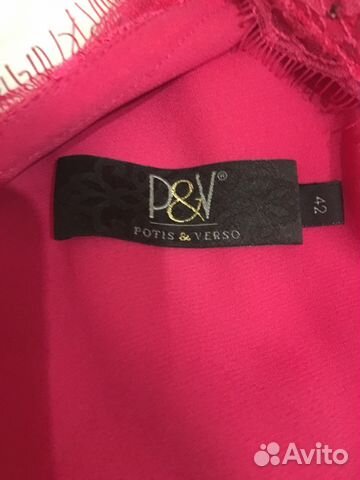 P&V®
POTIS & VERSO
42
Avito